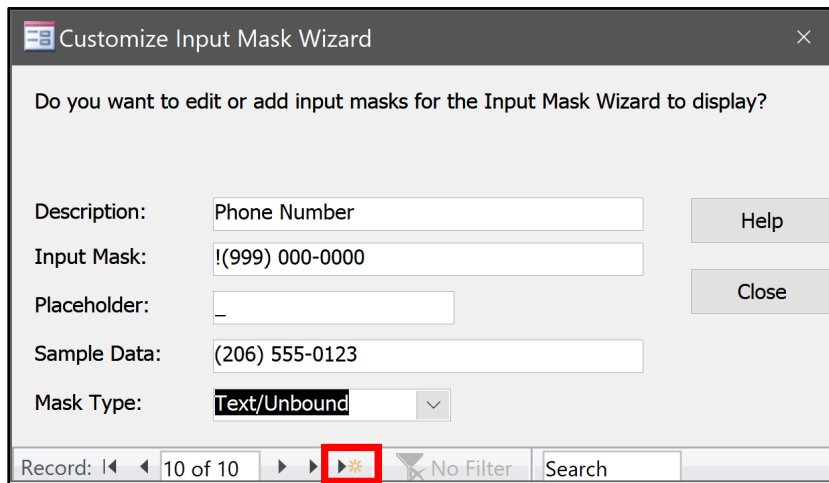 Customize Input Mask Wizard
Do you want to edit or add input masks for the Input Mask Wizard to display?
Description: Phone Number
Help
Input Mask: !(999) 000-0000
Close
Placeholder: _
Sample Data: (206) 555-0123
Mask Type: Text/Unbound
Record: 10 of 10 No Filter Search